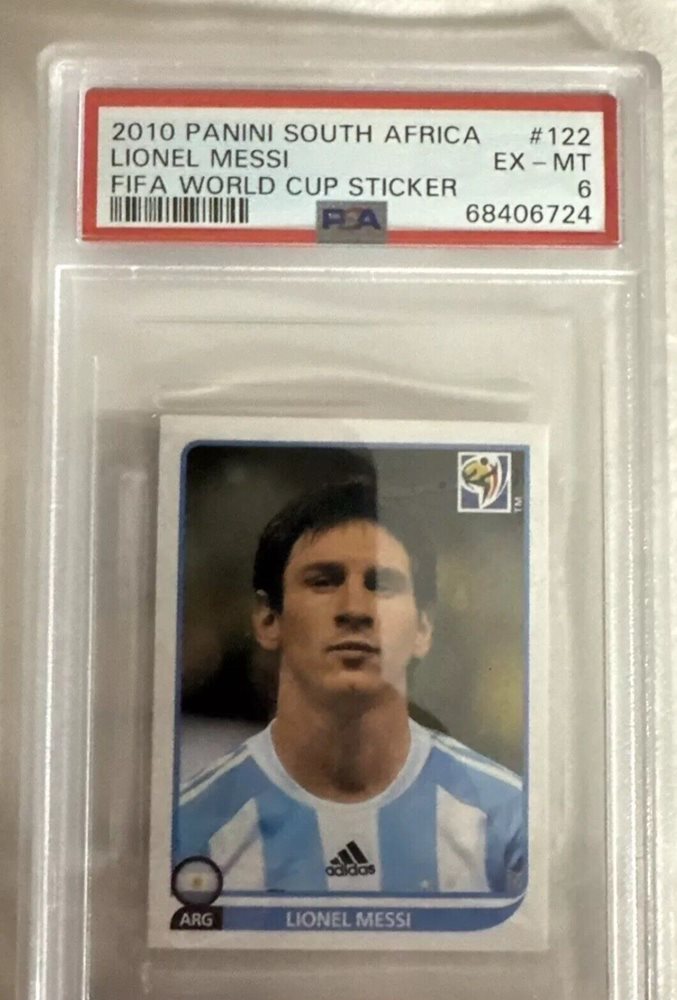 2010 PANINI SOUTH AFRICA #122
LIONEL MESSI EX - MT
FIFA WORLD CUP STICKER 6
PSA 68406724
TM
adidas
ARG LIONEL MESSI